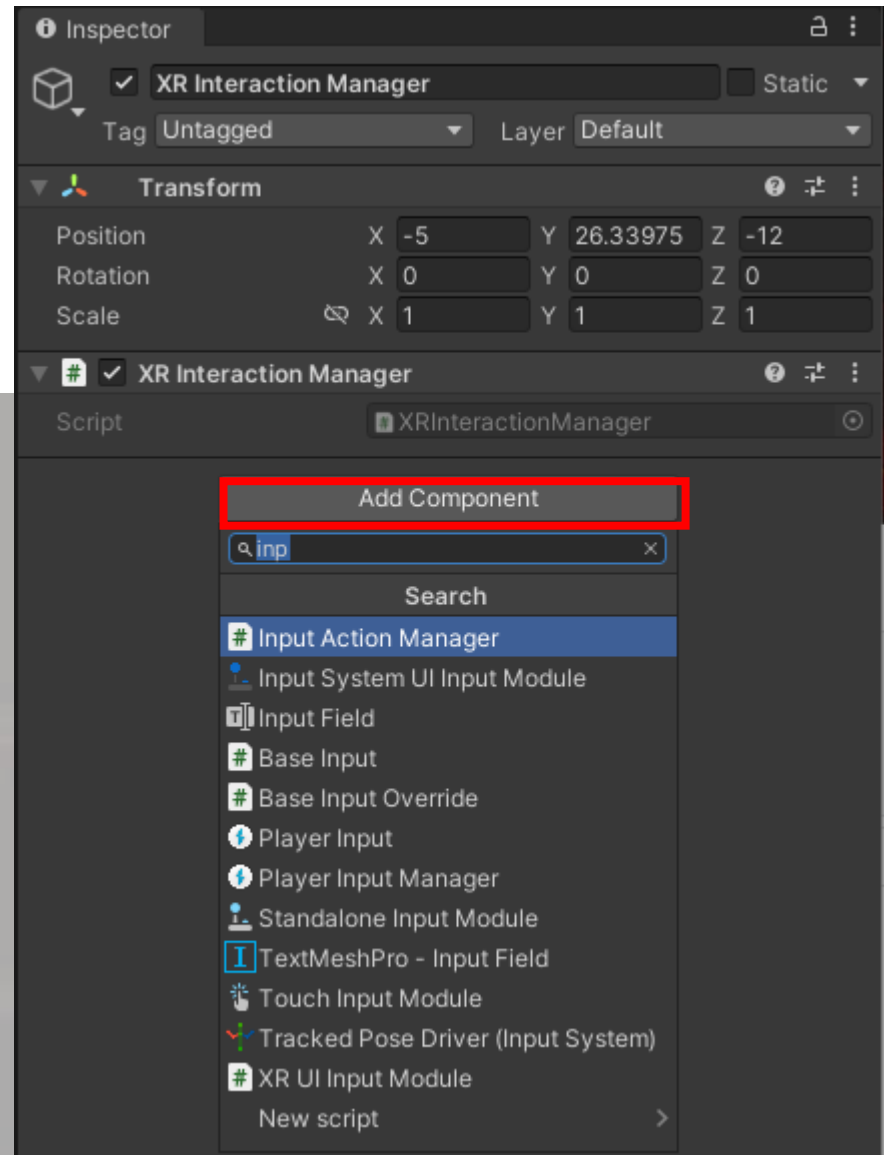 Inspector
XR Interaction Manager Static
Tag Untagged Layer Default
Transform
Position X -5 Y 26.33975 Z -12
Rotation X 0 Y 0 Z 0
Scale X 1 Y 1 Z 1
# XR Interaction Manager
Script # XRInteractionManager
Add Component
inp
Search
# Input Action Manager
Input System UI Input Module
T Input Field
# Base Input
# Base Input Override
Player Input
Player Input Manager
Standalone Input Module
I TextMeshPro - Input Field
Touch Input Module
Tracked Pose Driver (Input System)
# XR UI Input Module
New script